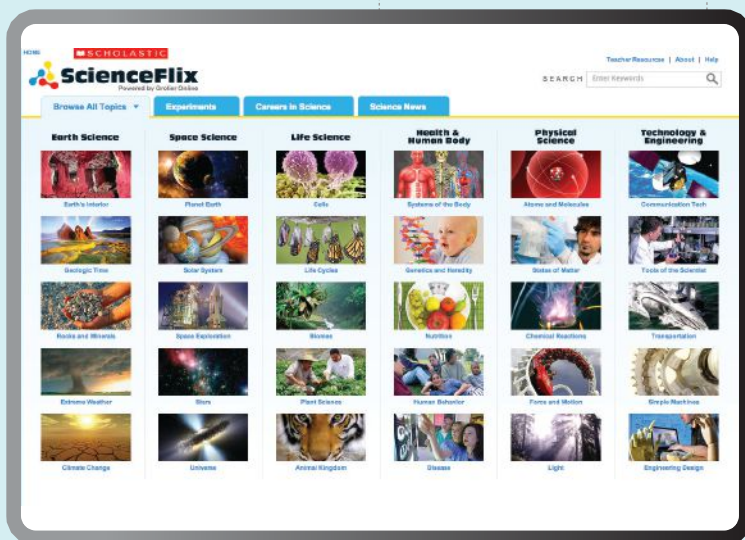 HOME
SCHOLASTIC
ScienceFlix
Powered by Grolier Online
Teacher Resources | About | Help
SEARCH Enter Keywords
Browse All Topics Experiments Careers in Science Science News
Earth Science Space Science Life Science Health & Human Body Physical Science Technology & Engineering
Earth's Interior Planet Earth Cells Systems of the Body Atoms and Molecules Communication Tech
Geologic Time Solar System Life Cycles Genetics and Heredity States of Matter Tools of the Scientist
Rocks and Minerals Space Exploration Biomes Nutrition Chemical Reactions Transportation
Extreme Weather Stars Plant Science Human Behavior Force and Motion Simple Machines
Climate Change Universe Animal Kingdom Disease Light Engineering Design